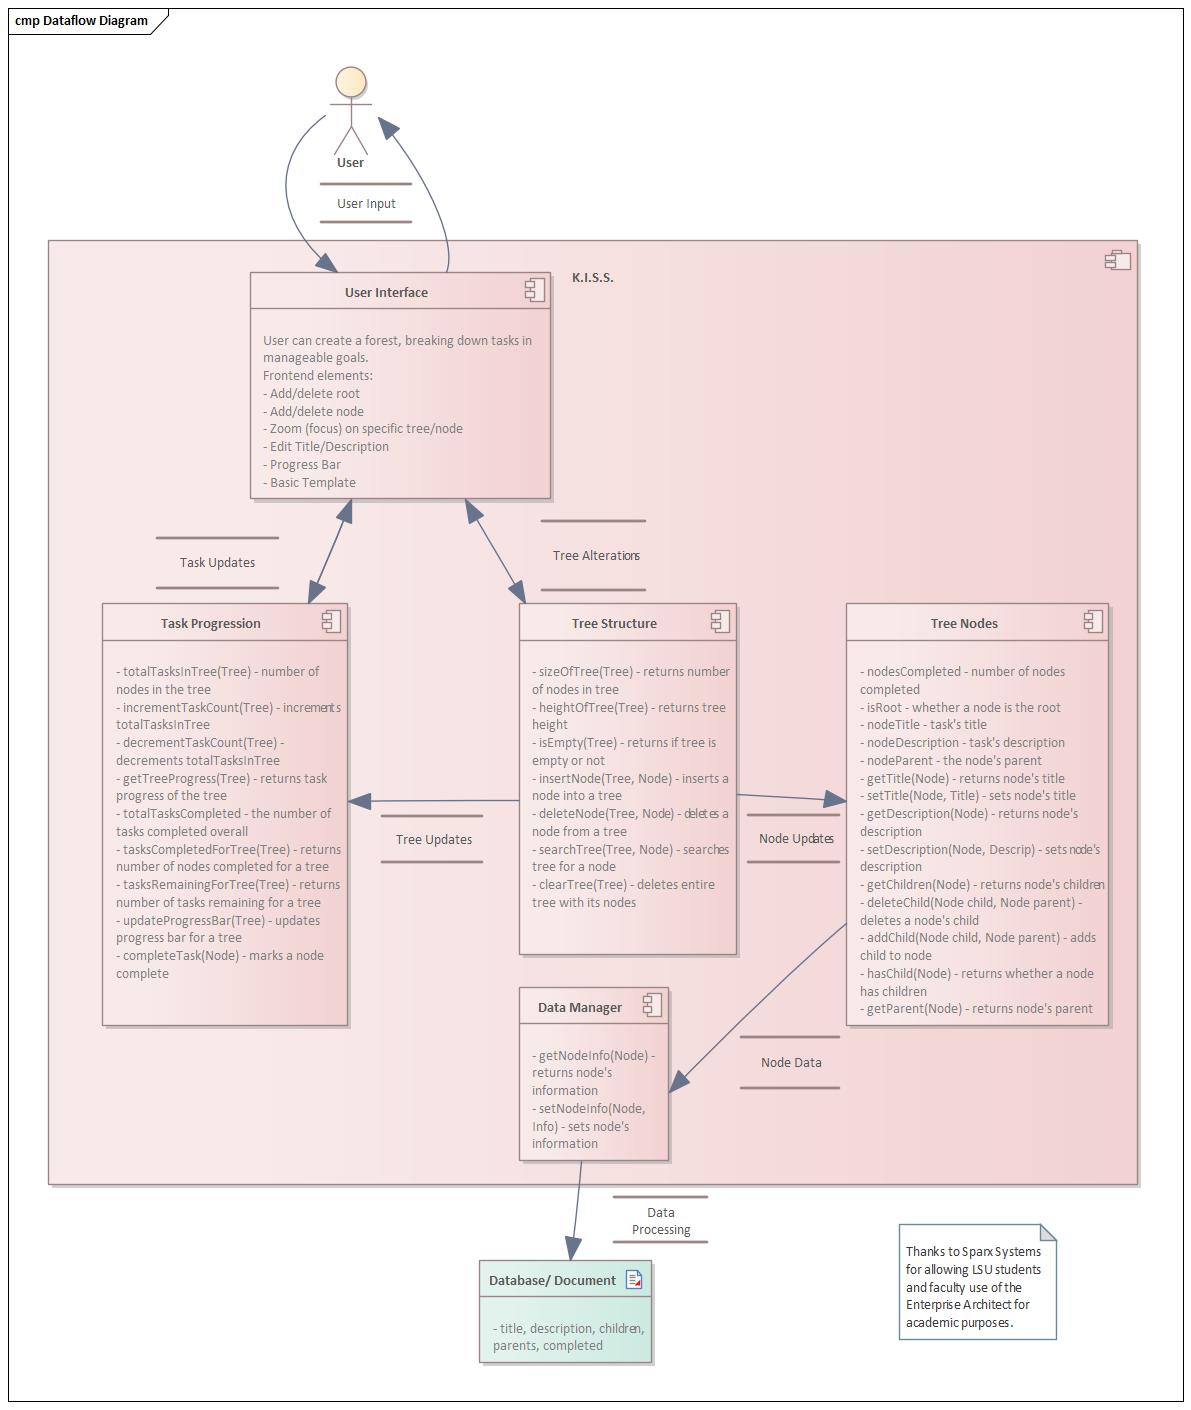 cmp Dataflow Diagram
User
User Input
K.I.S.S.
User Interface
User can create a forest, breaking down tasks in
manageable goals.
Frontend elements:
- Add/delete root
- Add/delete node
- Zoom (focus) on specific tree/node
- Edit Title/Description
- Progress Bar
- Basic Template
Task Updates
Tree Alterations
Task Progression
- totalTasksInTree(Tree) - number of
nodes in the tree
- incrementTaskCount(Tree) - increments
totalTasksInTree
- decrementTaskCount(Tree) -
decrements totalTasksInTree
- getTreeProgress(Tree) - returns task
progress of the tree
- totalTasksCompleted - the number of
tasks completed overall
- tasksCompletedForTree(Tree) - returns
number of nodes completed for a tree
- tasksRemainingForTree(Tree) - returns
number of tasks remaining for a tree
- updateProgressBar(Tree) - updates
progress bar for a tree
- completeTask(Node) - marks a node
complete
Tree Updates
Tree Structure
- sizeOfTree(Tree) - returns number
of nodes in tree
- heightOfTree(Tree) - returns tree
height
- isEmpty(Tree) - returns if tree is
empty or not
- insertNode(Tree, Node) - inserts a
node into a tree
- deleteNode(Tree, Node) - deletes a
node from a tree
- searchTree(Tree, Node) - searches
tree for a node
- clearTree(Tree) - deletes entire
tree with its nodes
Node Updates
Tree Nodes
- nodesCompleted - number of nodes
completed
- isRoot - whether a node is the root
- nodeTitle - task's title
- nodeDescription - task's description
- nodeParent - the node's parent
- getTitle(Node) - returns node's title
- setTitle(Node, Title) - sets node's title
- getDescription(Node) - returns node's
description
- setDescription(Node, Descrip) - sets node's
description
- getChildren(Node) - returns node's children
- deleteChild(Node child, Node parent) -
deletes a node's child
- addChild(Node child, Node parent) - adds
child to node
- hasChild(Node) - returns whether a node
has children
- getParent(Node) - returns node's parent
Data Manager
- getNodeInfo(Node) -
returns node's
information
- setNodeInfo(Node,
Info) - sets node's
information
Node Data
Data
Processing
Database/ Document
- title, description, children,
parents, completed
Thanks to Sparx Systems
for allowing LSU students
and faculty use of the
Enterprise Architect for
academic purposes.